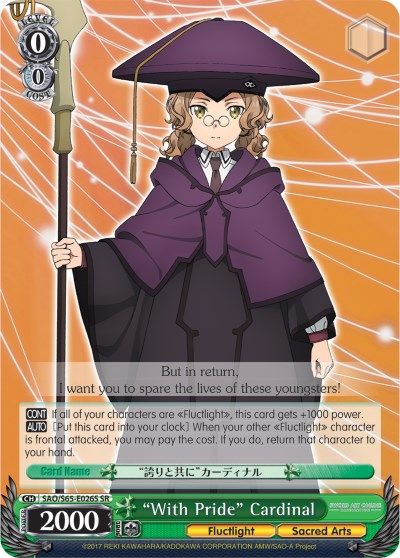 LEVEL
0
0
COST
But in return,
I want you to spare the lives of these youngsters!
CONT If all of your characters are «Fluctlight», this card gets +1000 power.
AUTO [Put this card into your clock] When your other «Fluctlight» character
is frontal attacked, you may pay the cost. If you do, return that character
to your hand.
Card Name "誇りと共に"カーディナル
CH SAO/S65-E026S SR
2000 "With Pride" Cardinal
Fluctlight Sacred Arts
©2017 REKI KAWAHARA/KADOKAWA CORPORATION AMW/SAO-A Project